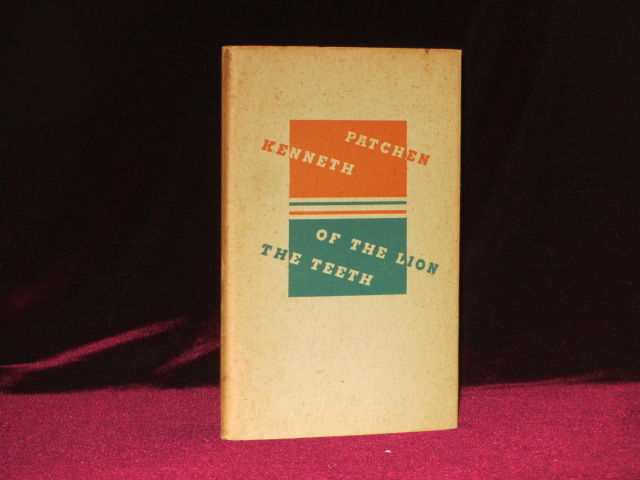 KENNETH PATCHEN
THE TEETH OF THE LION